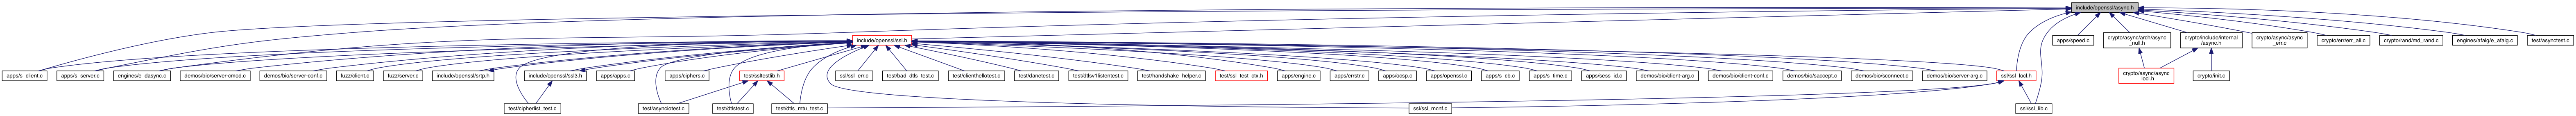 include/openssl/async.h
include/openssl/ssl.h
apps/speed.c
crypto/async/arch/async
_null.h
crypto/include/internal
/async.h
crypto/async/async
_err.c
crypto/err/err_all.c
crypto/rand/md_rand.c
engines/afalg/e_afalg.c
test/asynctest.c
apps/s_client.c
apps/s_server.c
engines/e_dasync.c
demos/bio/server-cmod.c
demos/bio/server-conf.c
fuzz/client.c
fuzz/server.c
include/openssl/srtp.h
include/openssl/ssl3.h
apps/apps.c
apps/ciphers.c
test/ssltestlib.h
ssl/ssl_err.c
test/bad_dtls_test.c
test/clienthellotest.c
test/danetest.c
test/dtlsv1listentest.c
test/handshake_helper.c
test/ssl_test_ctx.h
apps/engine.c
apps/errstr.c
apps/ocsp.c
apps/openssl.c
apps/s_cb.c
apps/s_time.c
apps/sess_id.c
demos/bio/client-arg.c
demos/bio/client-conf.c
demos/bio/saccept.c
demos/bio/sconnect.c
demos/bio/server-arg.c
ssl/ssl_locl.h
crypto/async/async
_locl.h
crypto/init.c
test/cipherlist_test.c
test/asynciotest.c
test/dtlstest.c
test/dtls_mtu_test.c
ssl/ssl_mcnf.c
ssl/ssl_lib.c